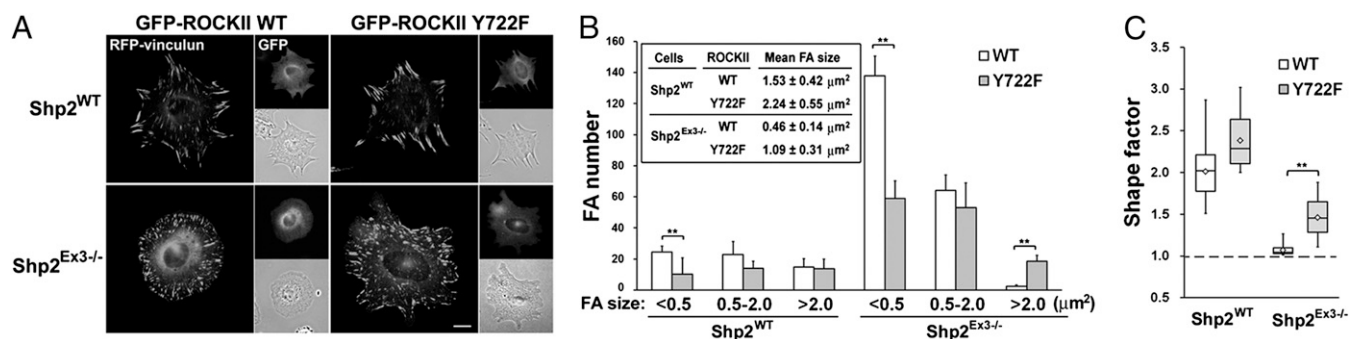 A
GFP-ROCKII WT
GFP-ROCKII Y722F
RFP-vinculun
GFP
Shp2WT
Shp2Ex3-/-
B
FA number
160
140
120
100
80
60
40
20
0
Cells ROCKII Mean FA size
Shp2WT WT 1.53 ± 0.42 μm2
Y722F 2.24 ± 0.55 μm2
Shp2Ex3-/- WT 0.46 ± 0.14 μm2
Y722F 1.09 ± 0.31 μm2
WT
Y722F
**
**
**
FA size: <0.5 0.5-2.0 >2.0 <0.5 0.5-2.0 >2.0 (μm2)
Shp2WT Shp2Ex3-/-
C
Shape factor
3.5
3.0
2.5
2.0
1.5
1.0
0.5
WT
Y722F
**
Shp2WT Shp2Ex3-/-